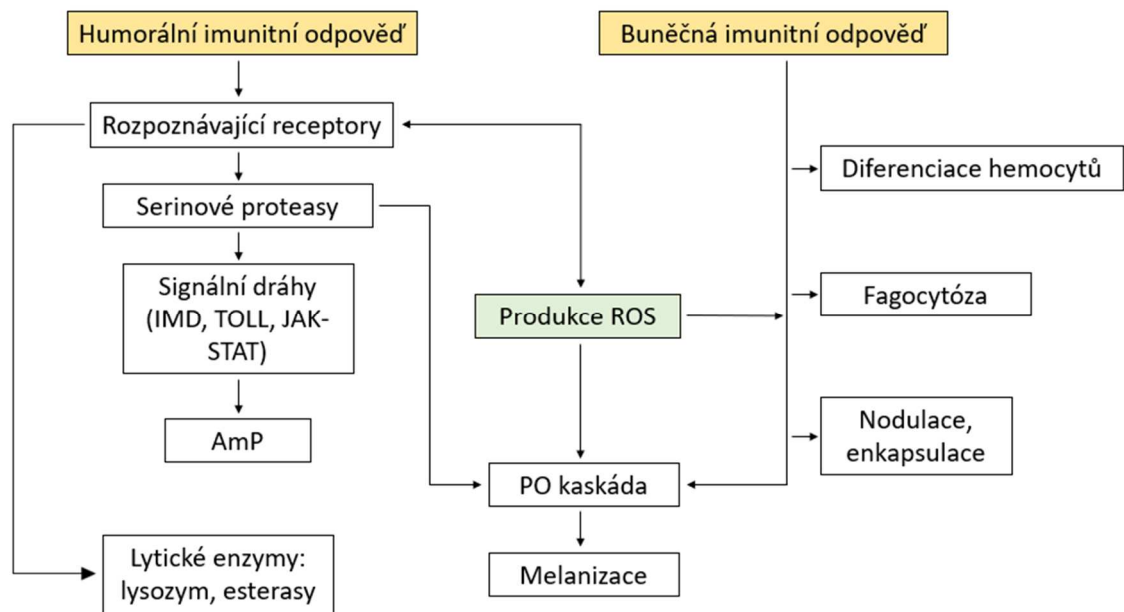 Humorální imunitní odpověď
Buněčná imunitní odpověď
Rozpoznávající receptory
Diferenciace hemocytů
Serinové proteasy
Signální dráhy
(IMD, TOLL, JAK-
STAT)
Produkce ROS
Fagocytóza
AmP
Nodulace,
enkapsulace
PO kaskáda
Lytické enzymy:
lysozym, esterasy
Melanizace